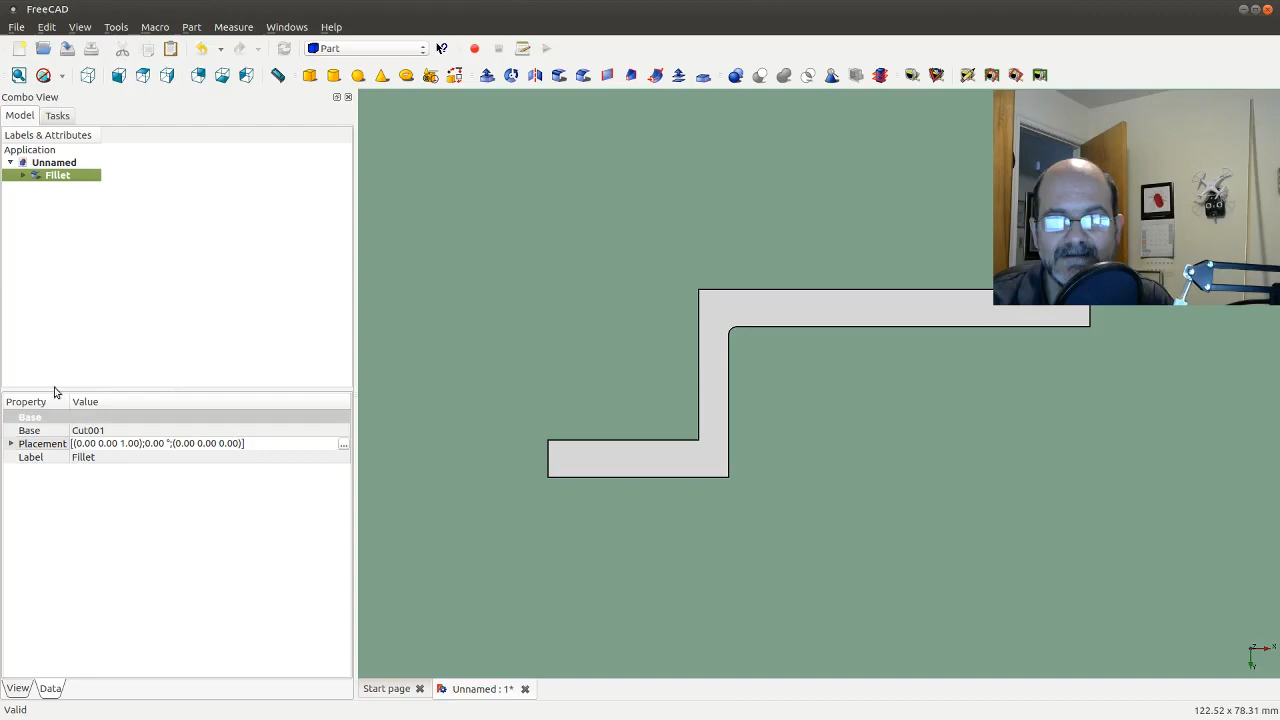 FreeCAD
File Edit View Tools Macro Part Measure Windows Help
Part
Combo View
Model Tasks
Labels & Attributes
Application
Unnamed
Fillet
Property Value
Base
Base Cut001
Placement [(0.00 0.00 1.00);0.00 °;(0.00 0.00 0.00)] ...
Label Fillet
Z X
Y
View Data
Start page Unnamed : 1*
Valid 122.52 x 78.31 mm